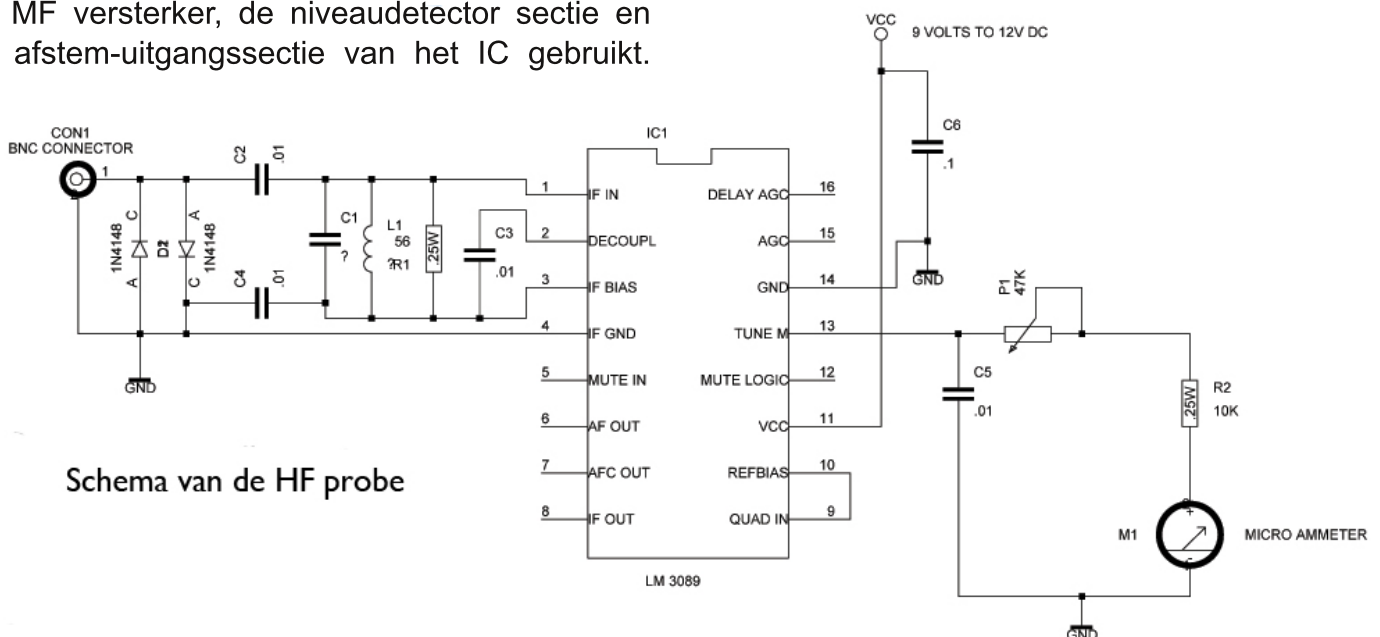 MF versterker, de niveaudetector sectie en
afstem-uitgangssectie van het IC gebruikt.
VCC
9 VOLTS TO 12V DC
CON1
BNC CONNECTOR
1
C2
.01
1N4148
C
A
D2
A
C
1N4148
C4
.01
C1
?
L1
56
?R1
.25W
C3
.01
GND
IC1
1 IF IN
2 DECOUPL
3 IF BIAS
4 IF GND
5 MUTE IN
6 AF OUT
7 AFC OUT
8 IF OUT
DELAY AGC 16
AGC 15
GND 14
TUNE M 13
MUTE LOGIC 12
VCC 11
REFBIAS 10
QUAD IN 9
LM 3089
C6
.1
GND
P1
47K
C5
.01
.25W
R2
10K
M1
+
MICRO AMMETER
GND
Schema van de HF probe